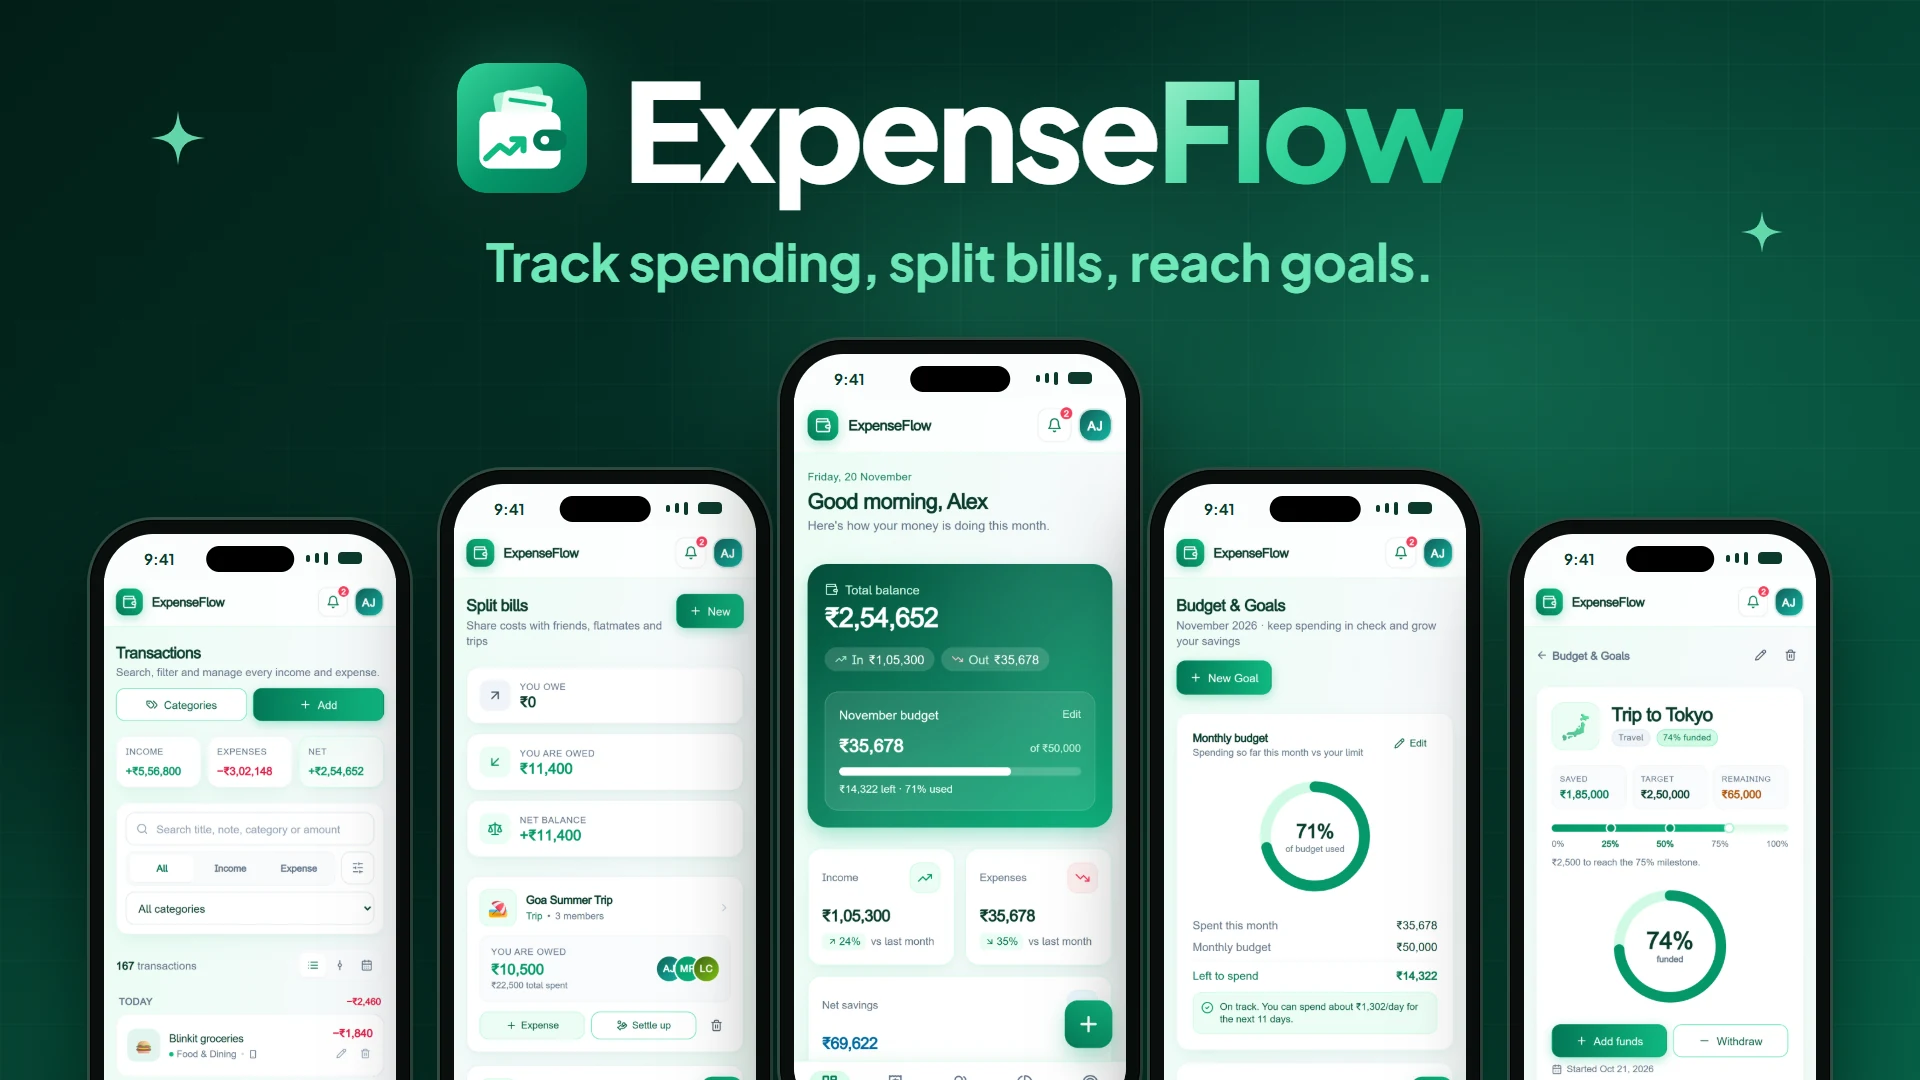 ExpenseFlow
Track spending, split bills, reach goals.
9:41
ExpenseFlow
2
AJ
Transactions
Search, filter and manage every income and expense.
Categories
+ Add
INCOME
+₹5,56,800
EXPENSES
−₹3,02,148
NET
+₹2,54,652
Search title, note, category or amount
All
Income
Expense
All categories
167 transactions
TODAY
−₹2,460
Blinkit groceries
−₹1,840
Food & Dining ·
9:41
ExpenseFlow
2
AJ
Split bills
Share costs with friends, flatmates and
trips
+ New
YOU OWE
₹0
YOU ARE OWED
₹11,400
NET BALANCE
+₹11,400
Goa Summer Trip
Trip • 3 members
YOU ARE OWED
₹10,500
₹22,500 total spent
AJ
LC
+ Expense
Settle up
9:41
ExpenseFlow
2
AJ
Friday, 20 November
Good morning, Alex
Here's how your money is doing this month.
Total balance
₹2,54,652
In ₹1,05,300
Out ₹35,678
November budget
Edit
₹35,678
of ₹50,000
₹14,322 left · 71% used
Income
₹1,05,300
24% vs last month
Expenses
₹35,678
35% vs last month
Net savings
₹69,622
+
9:41
ExpenseFlow
2
AJ
Budget & Goals
November 2026 · keep spending in check and grow
your savings
+ New Goal
Monthly budget
Spending so far this month vs your limit
Edit
71%
of budget used
Spent this month
₹35,678
Monthly budget
₹50,000
Left to spend
₹14,322
On track. You can spend about ₹1,302/day for
the next 11 days.
9:41
ExpenseFlow
2
AJ
Budget & Goals
Trip to Tokyo
Travel
74% funded
SAVED
₹1,85,000
TARGET
₹2,50,000
REMAINING
₹65,000
0%
25%
50%
75%
100%
₹2,500 to reach the 75% milestone.
74%
funded
+ Add funds
− Withdraw
Started Oct 21, 2026